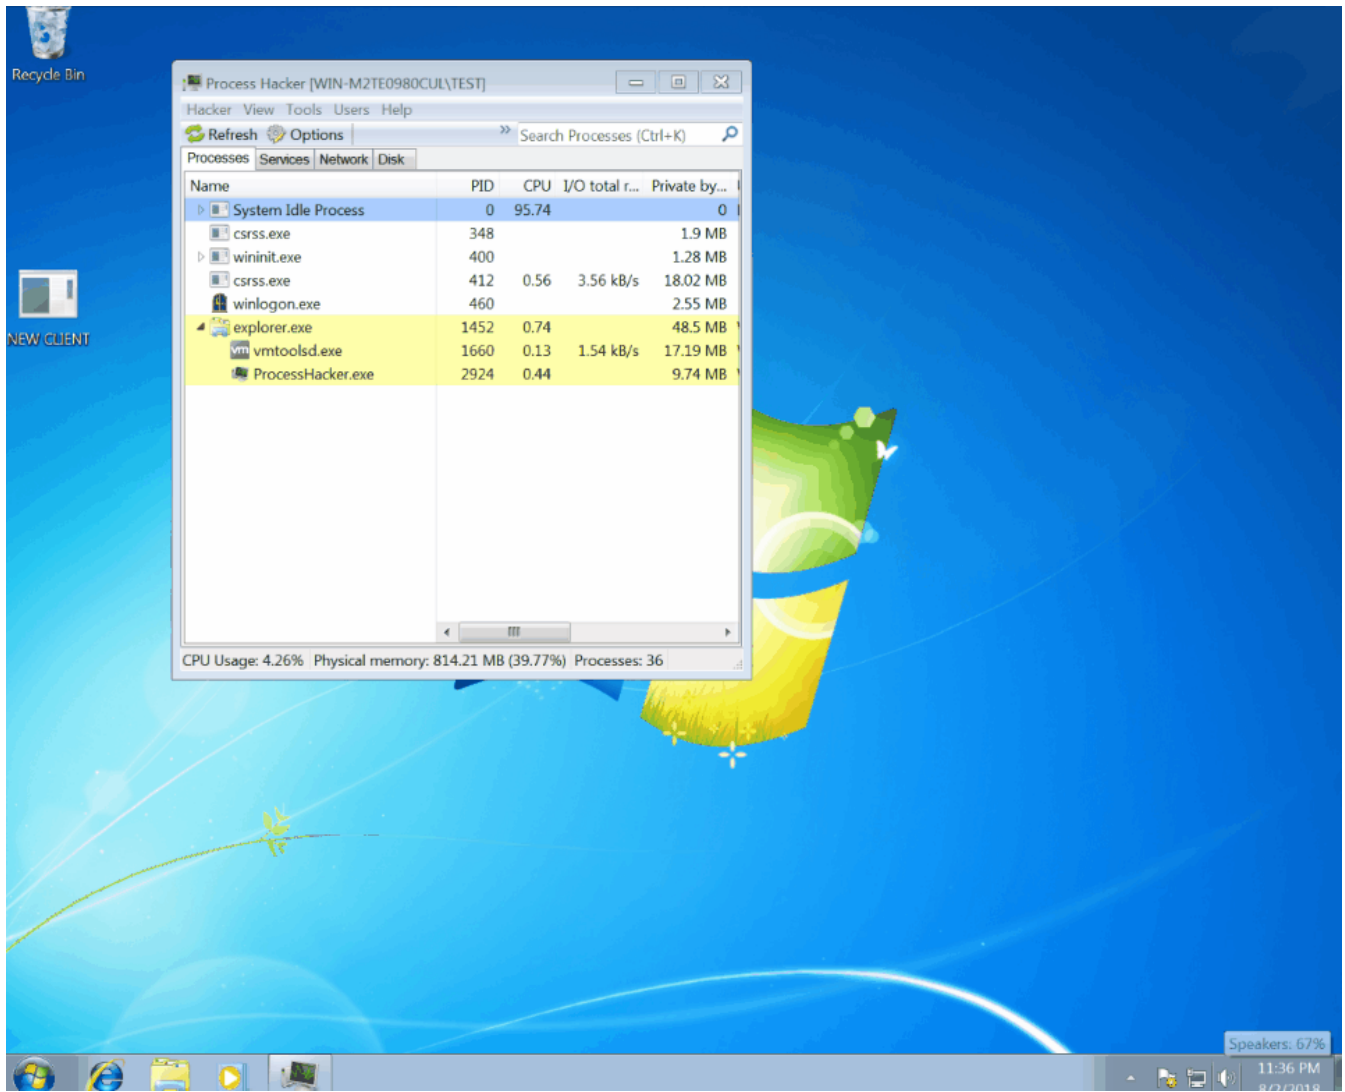 Recycle Bin
NEW CLIENT
Process Hacker [WIN-M2TE0980CUL\TEST]
Hacker View Tools Users Help
Refresh Options » Search Processes (Ctrl+K)
Processes Services Network Disk
Name PID CPU I/O total r... Private by...
System Idle Process 0 95.74 0
csrss.exe 348 1.9 MB
wininit.exe 400 1.28 MB
csrss.exe 412 0.56 3.56 kB/s 18.02 MB
winlogon.exe 460 2.55 MB
explorer.exe 1452 0.74 48.5 MB
vm vmtoolsd.exe 1660 0.13 1.54 kB/s 17.19 MB
ProcessHacker.exe 2924 0.44 9.74 MB
CPU Usage: 4.26% Physical memory: 814.21 MB (39.77%) Processes: 36
Speakers: 67%
11:36 PM
8/2/2018